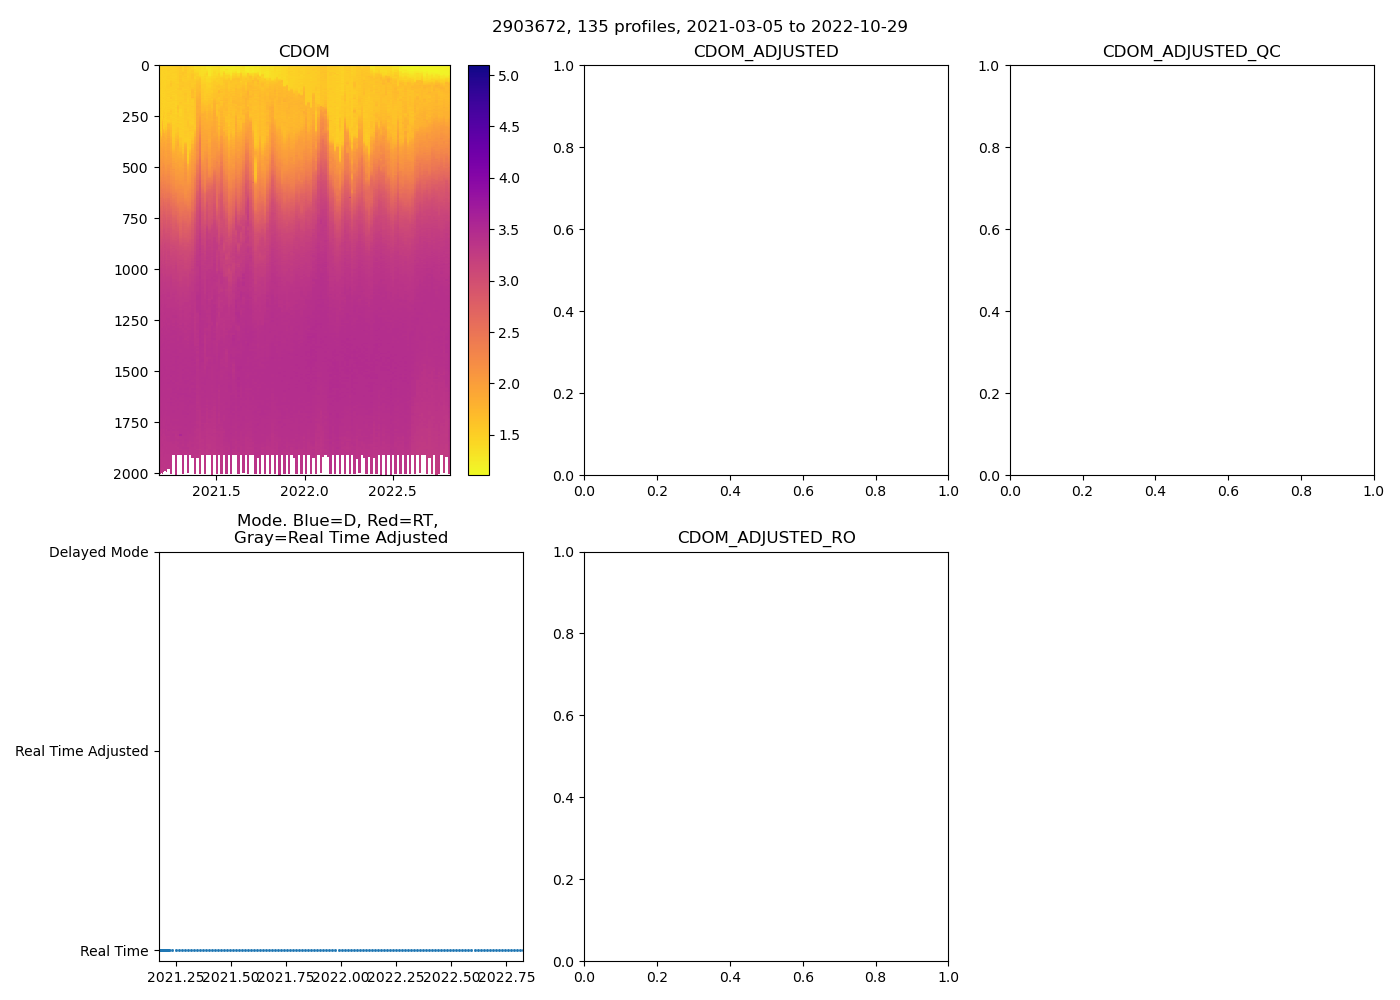 2903672, 135 profiles, 2021-03-05 to 2022-10-29
CDOM
0
250
500
750
1000
1250
1500
1750
2000
2021.5 2022.0 2022.5
5.0
4.5
4.0
3.5
3.0
2.5
2.0
1.5
CDOM_ADJUSTED
1.0
0.8
0.6
0.4
0.2
0.0
0.0 0.2 0.4 0.6 0.8 1.0
CDOM_ADJUSTED_QC
1.0
0.8
0.6
0.4
0.2
0.0
0.0 0.2 0.4 0.6 0.8 1.0
Mode. Blue=D, Red=RT,
Gray=Real Time Adjusted
Delayed Mode
Real Time Adjusted
Real Time
2021.25 2021.50 2021.75 2022.00 2022.25 2022.50 2022.75
CDOM_ADJUSTED_RO
1.0
0.8
0.6
0.4
0.2
0.0
0.0 0.2 0.4 0.6 0.8 1.0